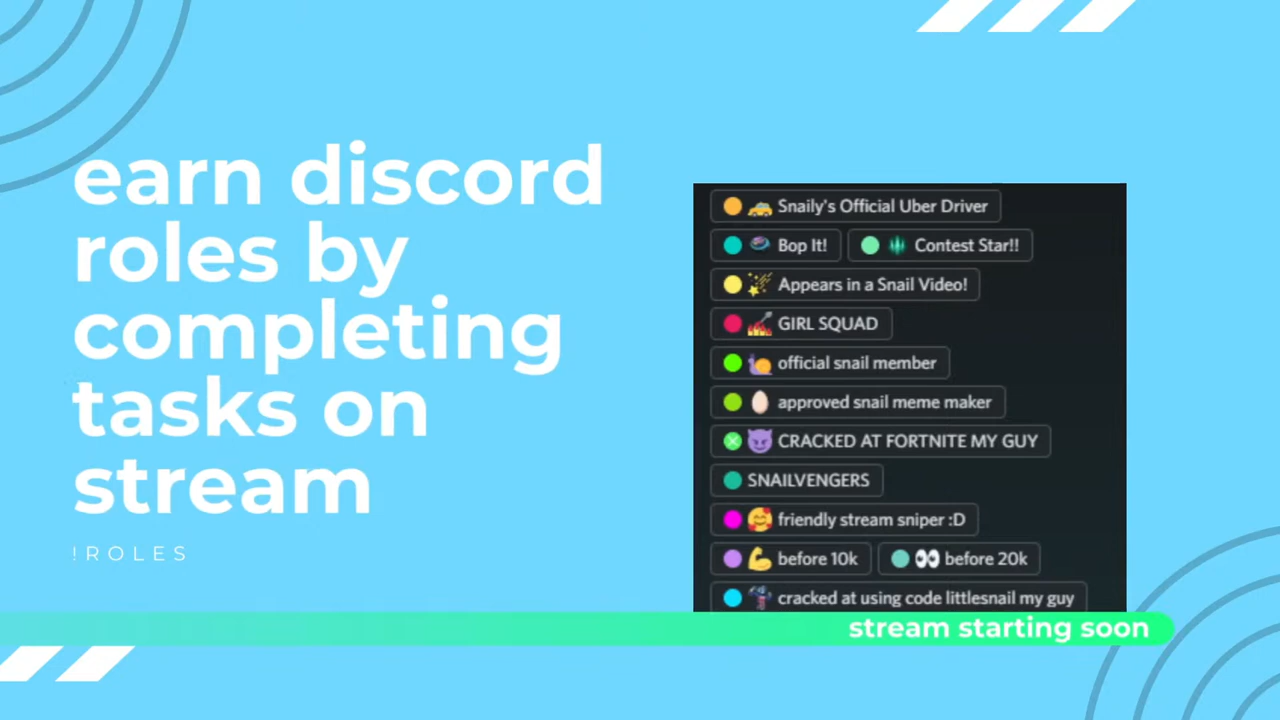 earn discord
roles by
completing
tasks on
stream
!ROLES
Snaily's Official Uber Driver
Bop It! Contest Star!!
Appears in a Snail Video!
GIRL SQUAD
official snail member
approved snail meme maker
CRACKED AT FORTNITE MY GUY
SNAILVENGERS
friendly stream sniper :D
before 10k before 20k
cracked at using code littlesnail my guy
stream starting soon